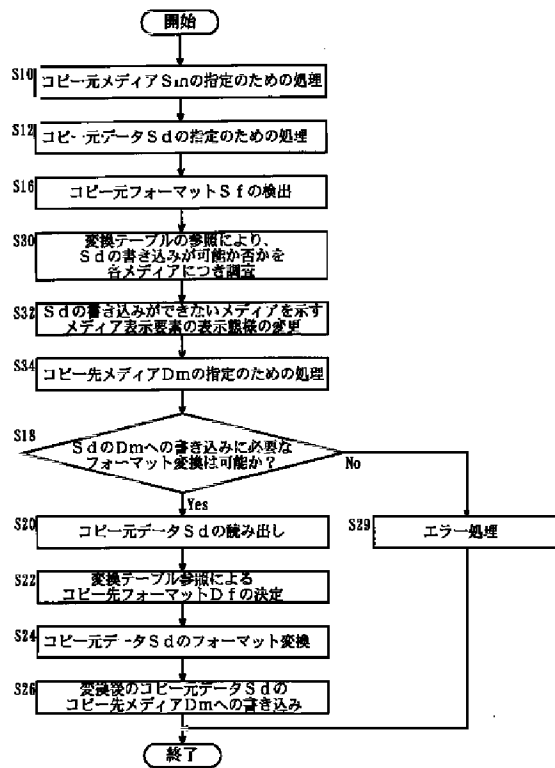 開始
S10
コピー元メディアSmの指定のための処理
S12
コピー元データSdの指定のための処理
S16
コピー元フォーマットSfの検出
S30
変換テーブルの参照により、
Sdの書き込みが可能か否かを
各メディアにつき調査
S32
Sdの書き込みができないメディアを示す
メディア表示要素の表示態様の変更
S34
コピー先メディアDmの指定のための処理
S18
SdのDmへの書き込みに必要な
フォーマット変換は可能か？
No
Yes
S20
コピー元データSdの読み出し
S29
エラー処理
S22
変換テーブル参照による
コピー先フォーマットDfの決定
S24
コピー元データSdのフォーマット変換
S26
変換後のコピー元データSdの
コピー先メディアDmへの書き込み
終了